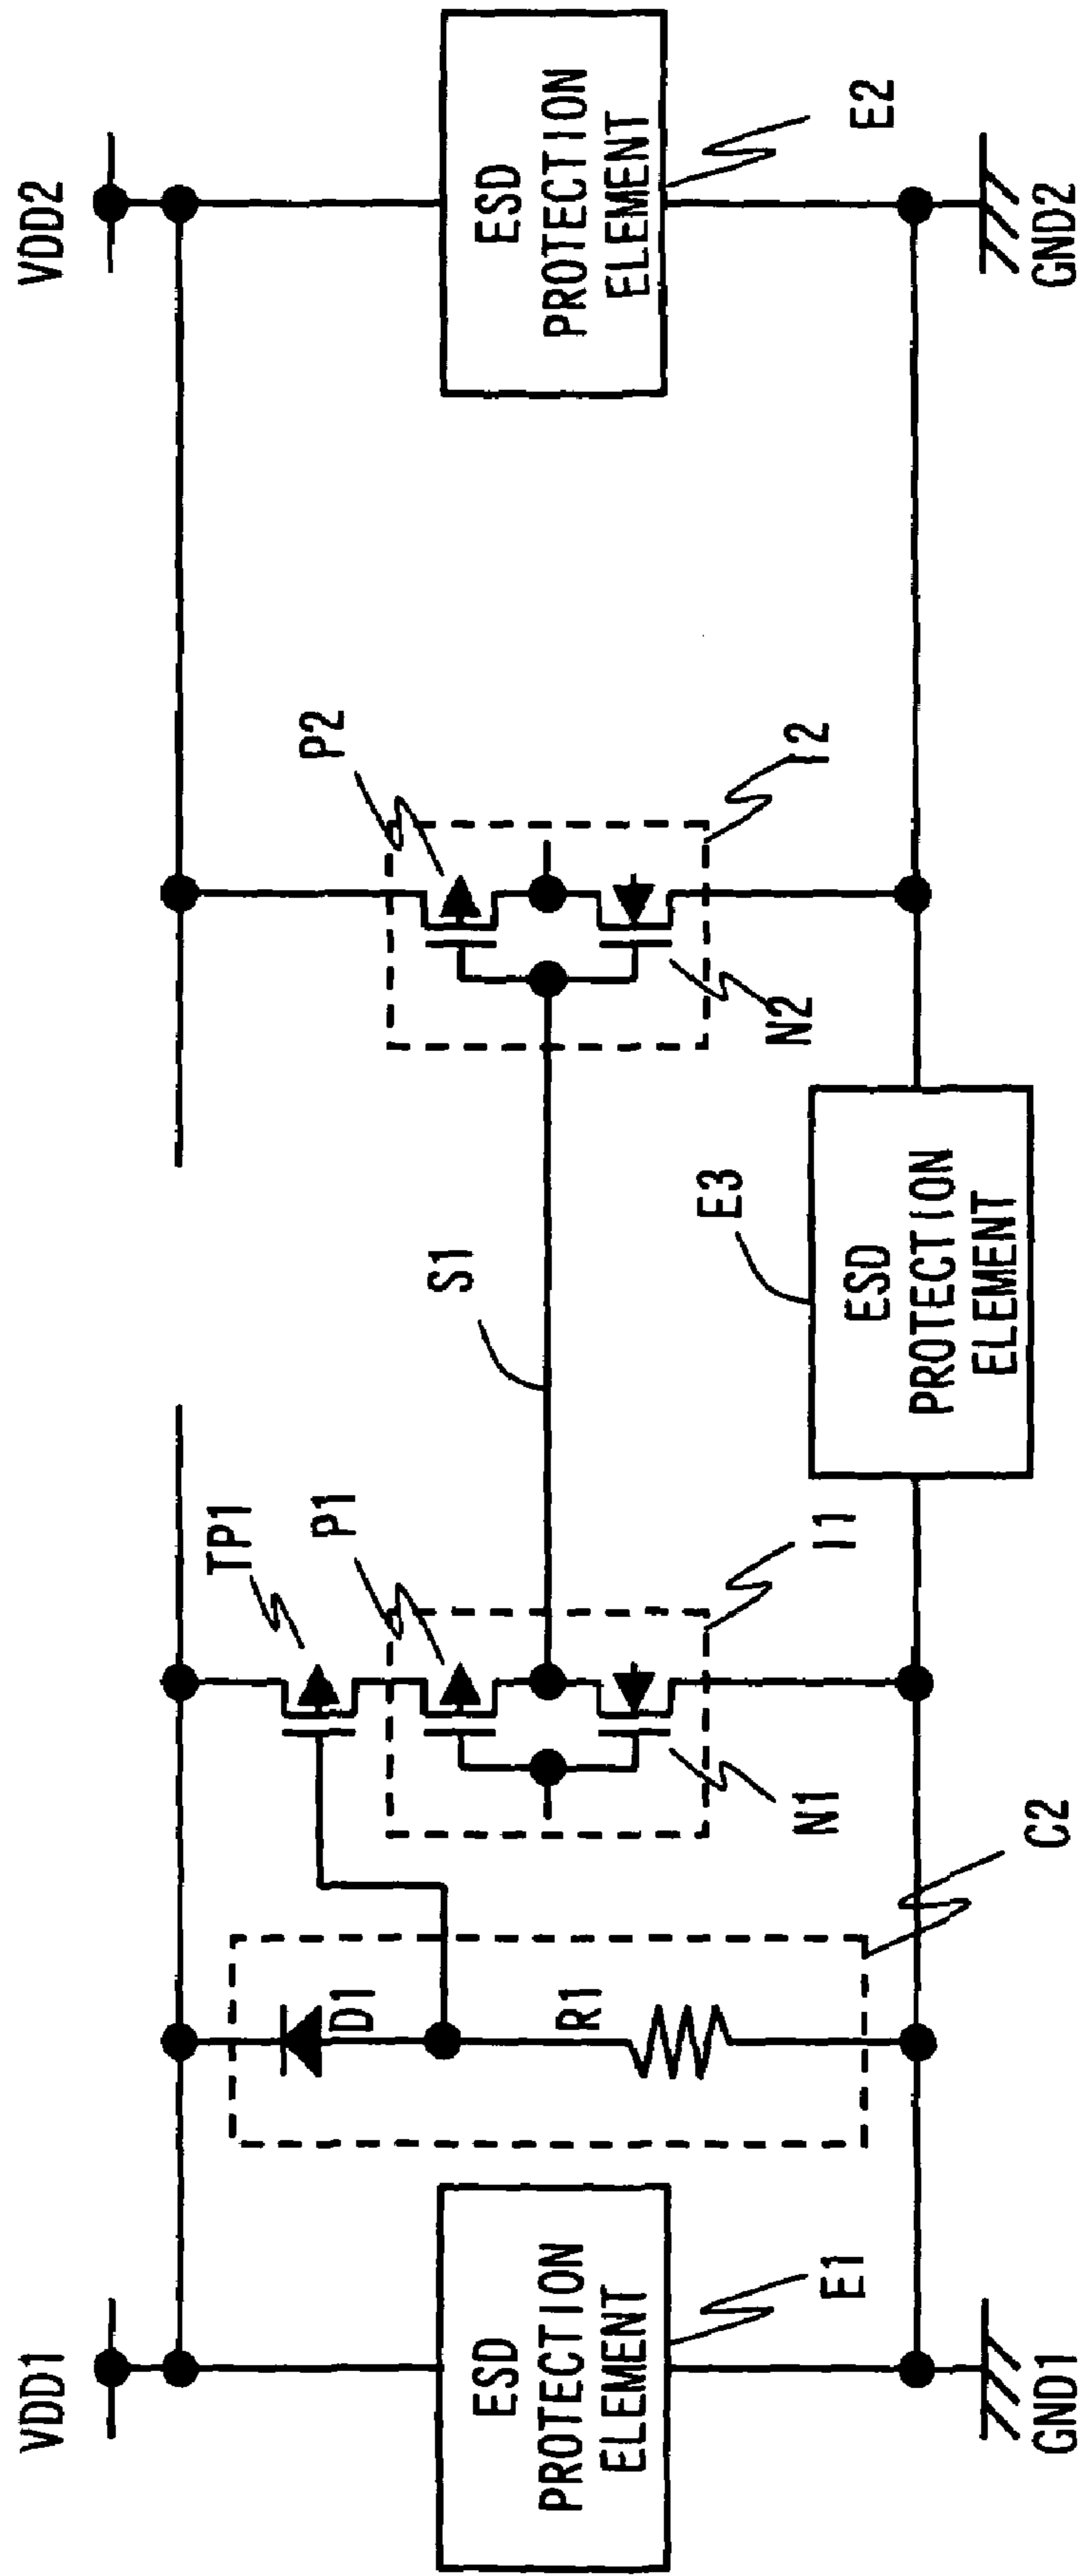 VDD1
VDD2
TP1
P1
S1
P2
D1
R1
ESD
PROTECTION
ELEMENT
E1
N1
I1
C2
E3
ESD
PROTECTION
ELEMENT
N2
I2
ESD
PROTECTION
ELEMENT
E2
GND1
GND2